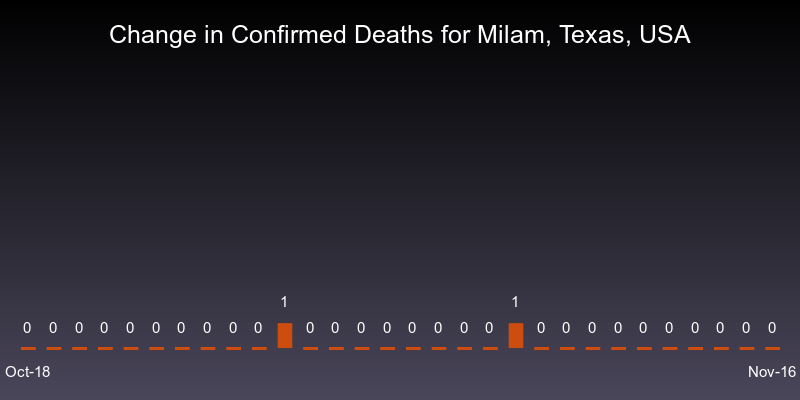 Change in Confirmed Deaths for Milam, Texas, USA
1 1
0 0 0 0 0 0 0 0 0 0 0 0 0 0 0 0 0 0 0 0 0 0 0 0 0 0 0 0
Oct-18 Nov-16